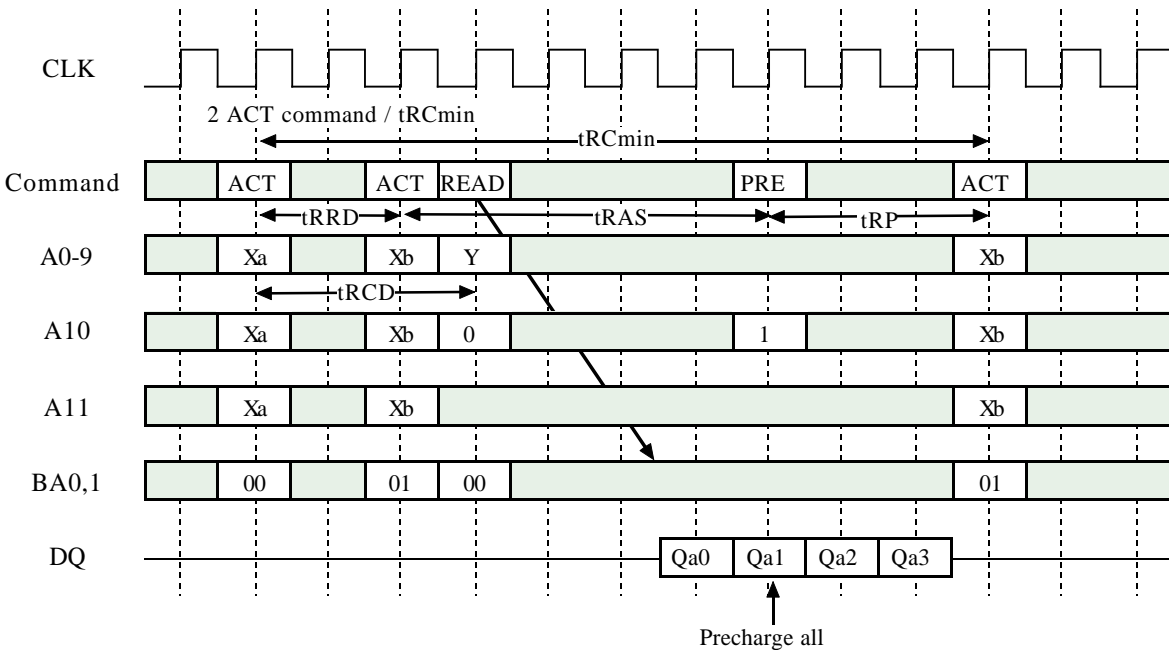 CLK
2 ACT command / tRCmin
tRCmin
Command ACT ACT READ PRE ACT
tRRD tRAS tRP
A0-9 Xa Xb Y Xb
tRCD
A10 Xa Xb 0 1 Xb
A11 Xa Xb Xb
BA0,1 00 01 00 01
DQ Qa0 Qa1 Qa2 Qa3
Precharge all